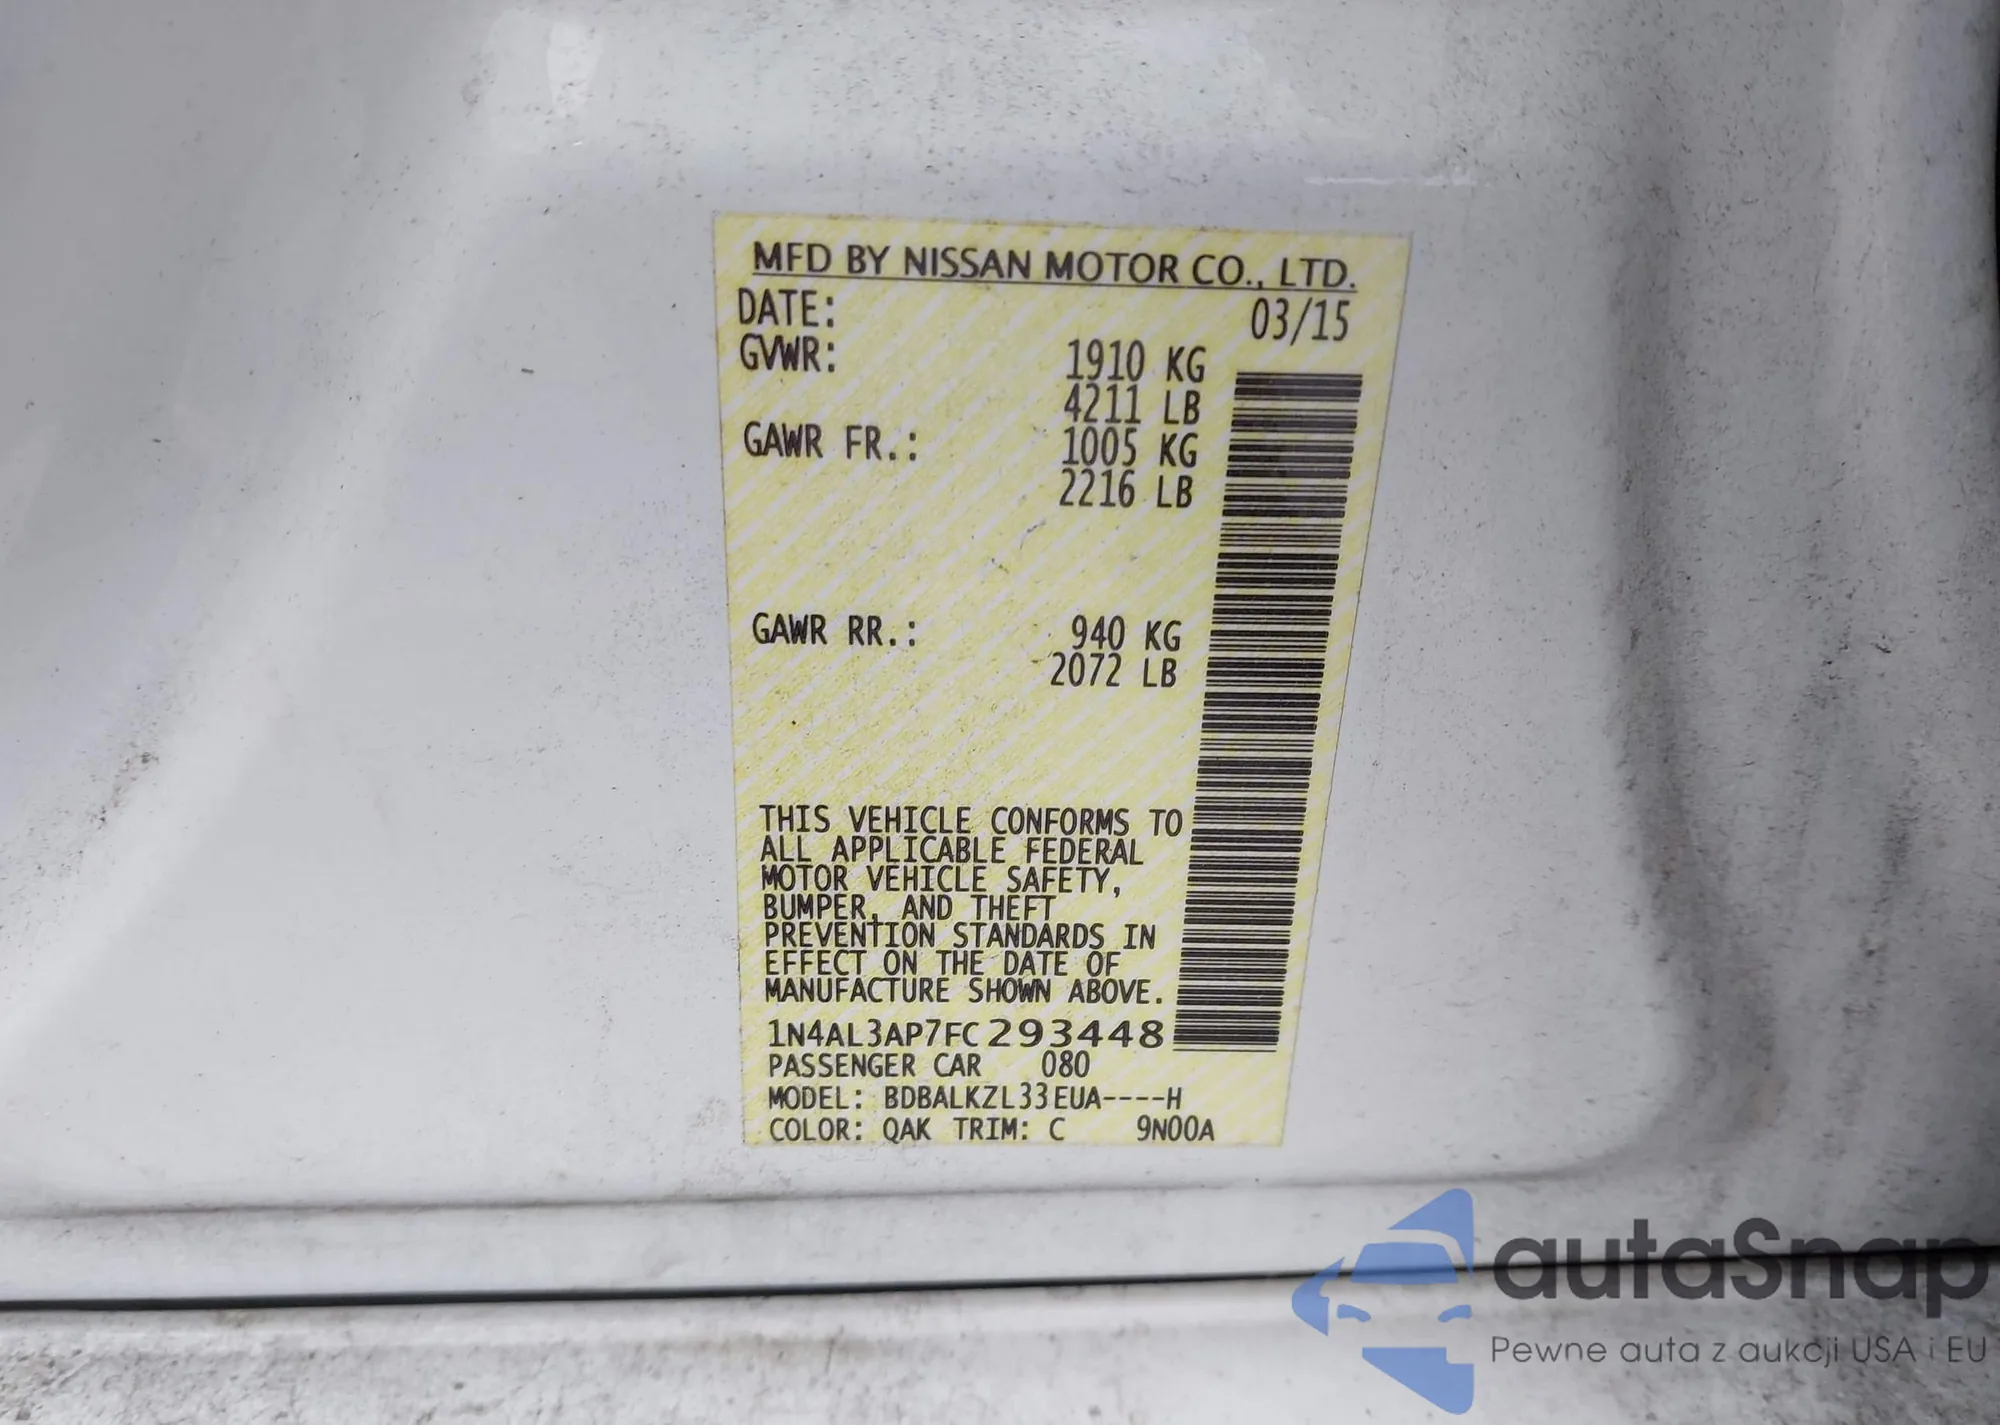 MFD BY NISSAN MOTOR CO., LTD.
DATE: 03/15
GVWR: 1910 KG
4211 LB
GAWR FR.: 1005 KG
2216 LB
GAWR RR.: 940 KG
2072 LB
THIS VEHICLE CONFORMS TO
ALL APPLICABLE FEDERAL
MOTOR VEHICLE SAFETY,
BUMPER, AND THEFT
PREVENTION STANDARDS IN
EFFECT ON THE DATE OF
MANUFACTURE SHOWN ABOVE.
1N4AL3AP7FC293448
PASSENGER CAR 080
MODEL: BDBALKZL33EUA----H
COLOR: QAK TRIM: C 9N00A
autaSnap
Pewne auta z aukcji USA i EU